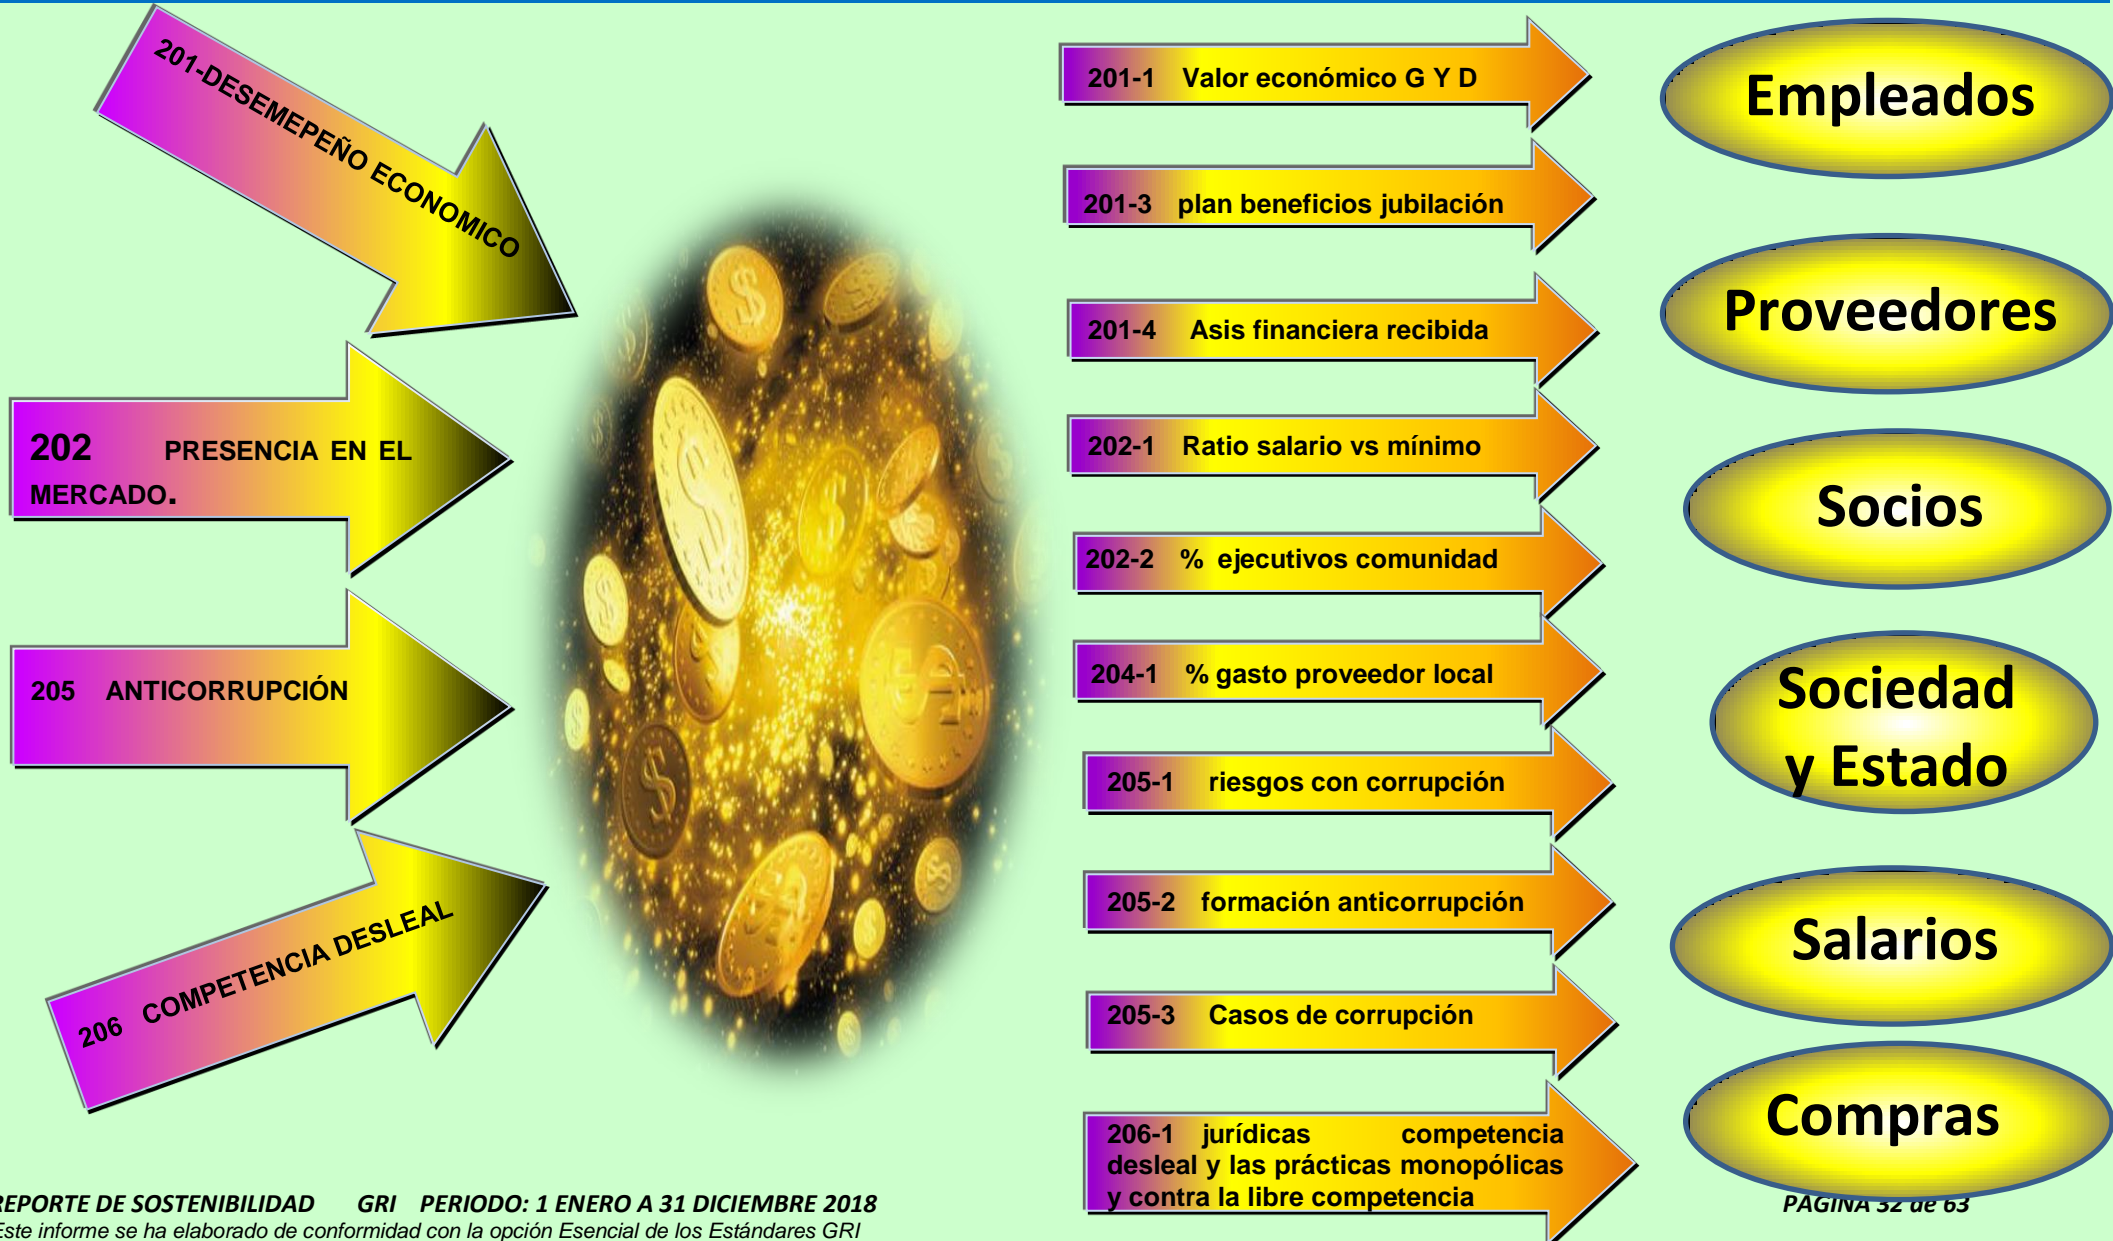 201-DESEMEPEÑO ECONOMICO
202 PRESENCIA EN EL
MERCADO.
205 ANTICORRUPCIÓN
206 COMPETENCIA DESLEAL
201-1 Valor económico G Y D
201-3 plan beneficios jubilación
201-4 Asis financiera recibida
202-1 Ratio salario vs mínimo
202-2 % ejecutivos comunidad
204-1 % gasto proveedor local
205-1 riesgos con corrupción
205-2 formación anticorrupción
205-3 Casos de corrupción
206-1 jurídicas competencia
desleal y las prácticas monopólicas
y contra la libre competencia
Empleados
Proveedores
Socios
Sociedad
y Estado
Salarios
Compras
REPORTE DE SOSTENIBILIDAD GRI PERIODO: 1 ENERO A 31 DICIEMBRE 2018
PAGINA 32 de 63
Este informe se ha elaborado de conformidad con la opción Esencial de los Estándares GRI